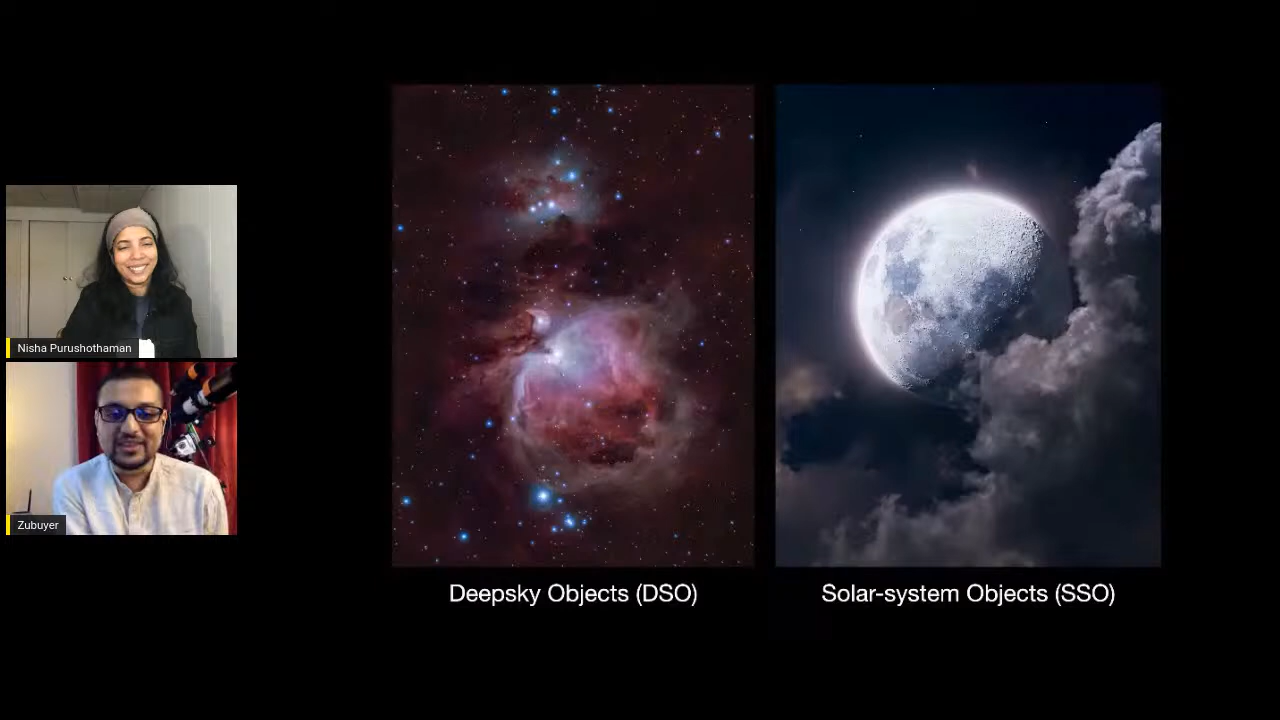 Nisha Purushothaman
Zubuyer
Deepsky Objects (DSO)
Solar-system Objects (SSO)